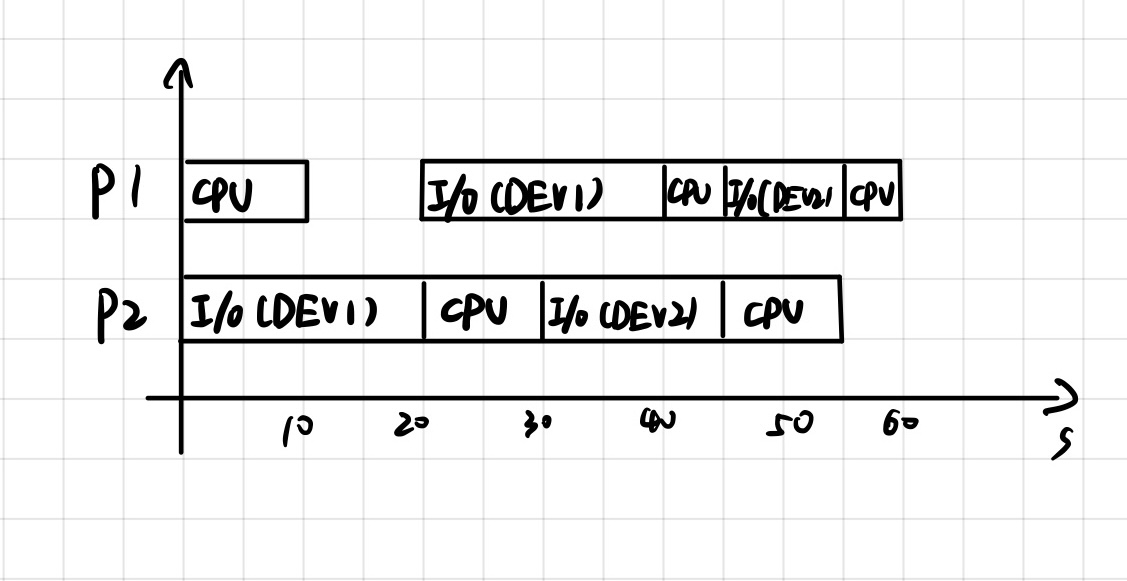 P1 CPU I/O (DEV1) CPU I/O(DEV2) CPU
P2 I/O (DEV1) CPU I/O (DEV2) CPU
10 20 30 40 50 60
s